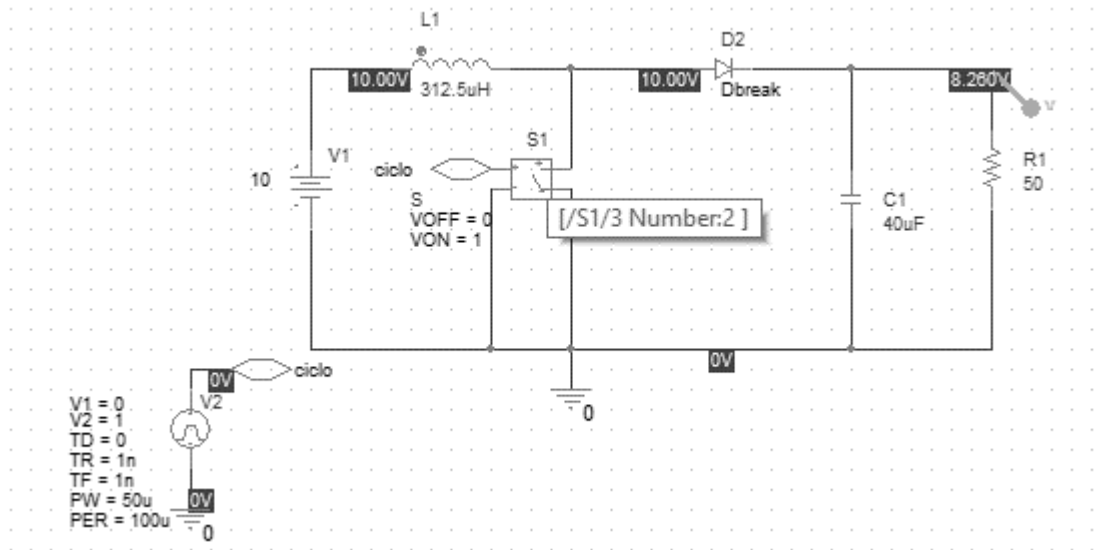 L1
10.00V
312.5uH
10.00V
D2
Dbreak
8.260V
V
V1
10
ciclo
S1
S
VOFF = 0
VON = 1
[/S1/3 Number:2 ]
C1
40uF
R1
50
0V
0
0V
ciclo
V2
V1 = 0
V2 = 1
TD = 0
TR = 1n
TF = 1n
PW = 50u
PER = 100u
0V
0